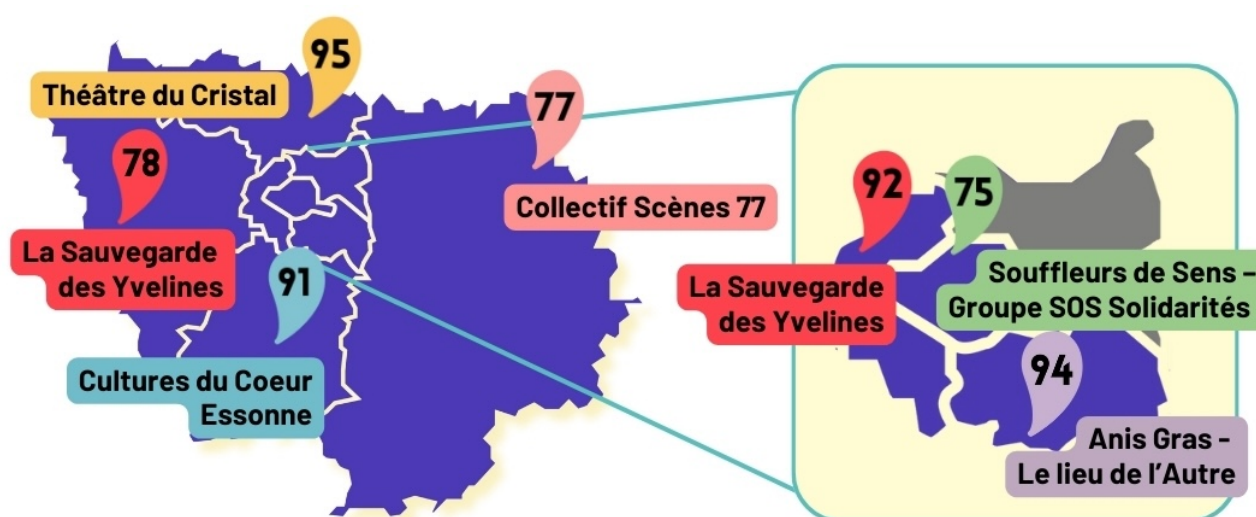 95
Théâtre du Cristal
77
78
Collectif Scènes 77
La Sauvegarde
des Yvelines
91
Cultures du Coeur
Essonne
92
75
La Sauvegarde
des Yvelines
Souffleurs de Sens –
Groupe SOS Solidarités
94
Anis Gras -
Le lieu de l’Autre